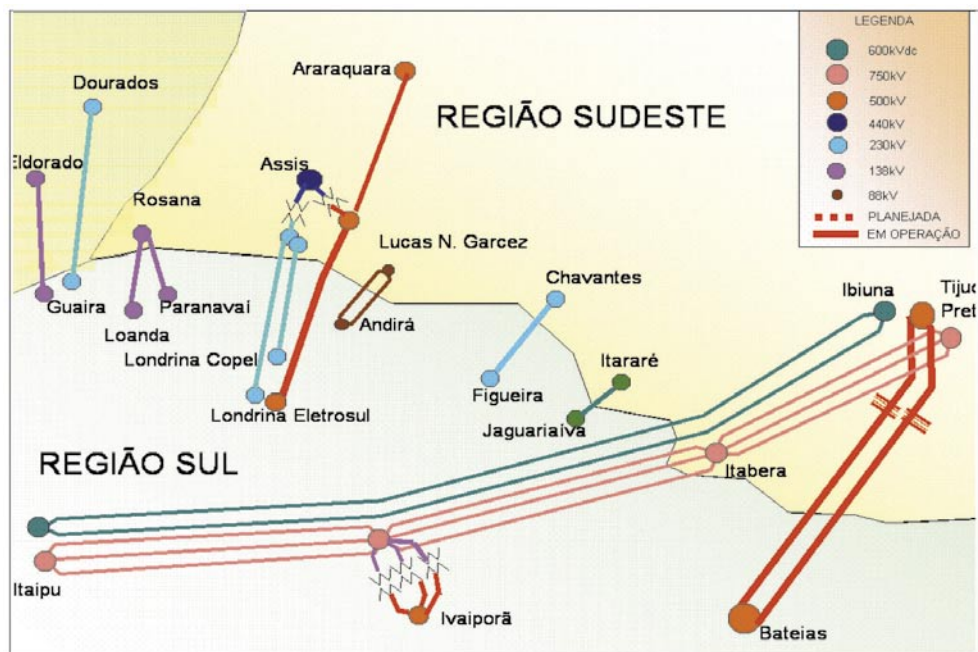 LEGENDA
600kVdc
750kV
500kV
440kV
230kV
138kV
88kV
PLANEJADA
EM OPERAÇÃO
Araraquara
Dourados
REGIÃO SUDESTE
Eldorado
Assis
Rosana
Lucas N. Garcez
Chavantes
Ibiuna
Tijuc
Pret
Guaira
Paranavaí
Loanda
Andirá
Londrina Copel
Itararé
Figueira
Londrina Eletrosul
Jaguariaíva
REGIÃO SUL
Itabera
Itaipu
Ivaiporã
Bateias